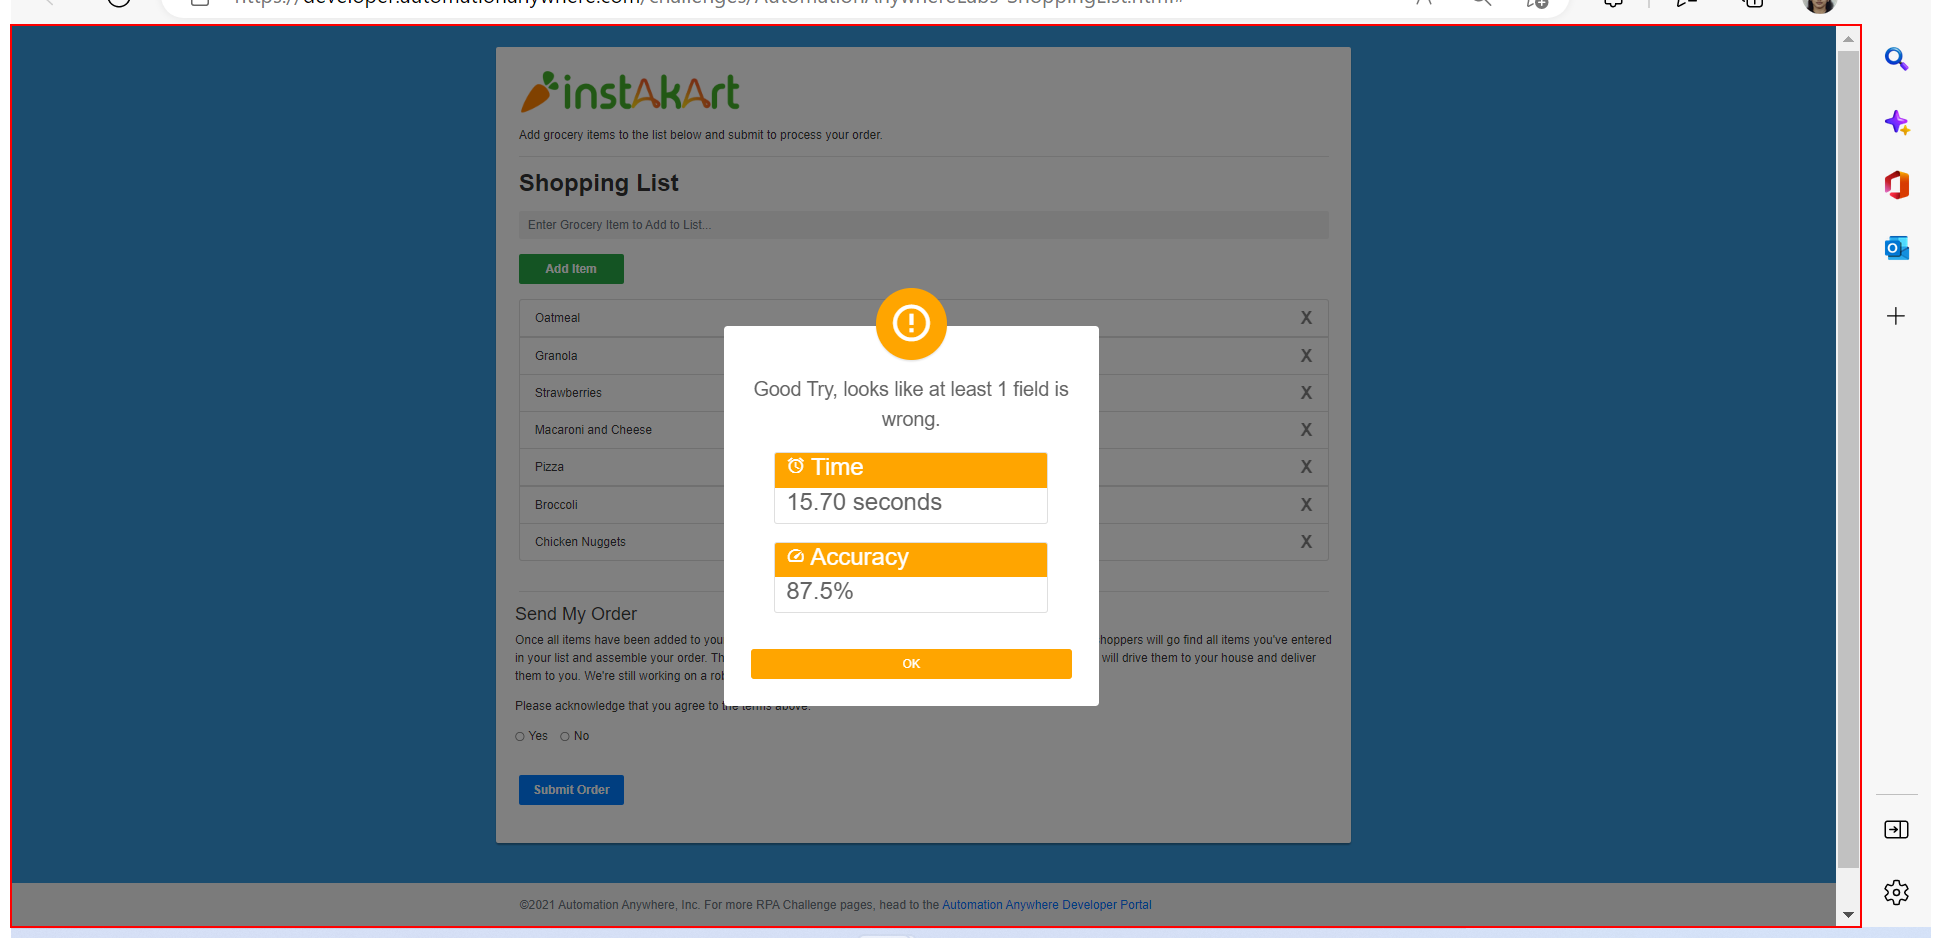 https://developer.automationanywhere.com/challenges/AutomationAnywhereLabs-ShoppingList.html#
instAkArt
Add grocery items to the list below and submit to process your order.
Shopping List
Enter Grocery Item to Add to List...
Add Item
Oatmeal X
Granola X
Strawberries X
Macaroni and Cheese X
Pizza X
Broccoli X
Chicken Nuggets X
Good Try, looks like at least 1 field is
wrong.
Time
15.70 seconds
Accuracy
87.5%
OK
Send My Order
Once all items have been added to you hoppers will go find all items you've entered
in your list and assemble your order. Th will drive them to your house and deliver
them to you. We're still working on a ro
Please acknowledge that you agree to the terms above.
Yes No
Submit Order
©2021 Automation Anywhere, Inc. For more RPA Challenge pages, head to the Automation Anywhere Developer Portal